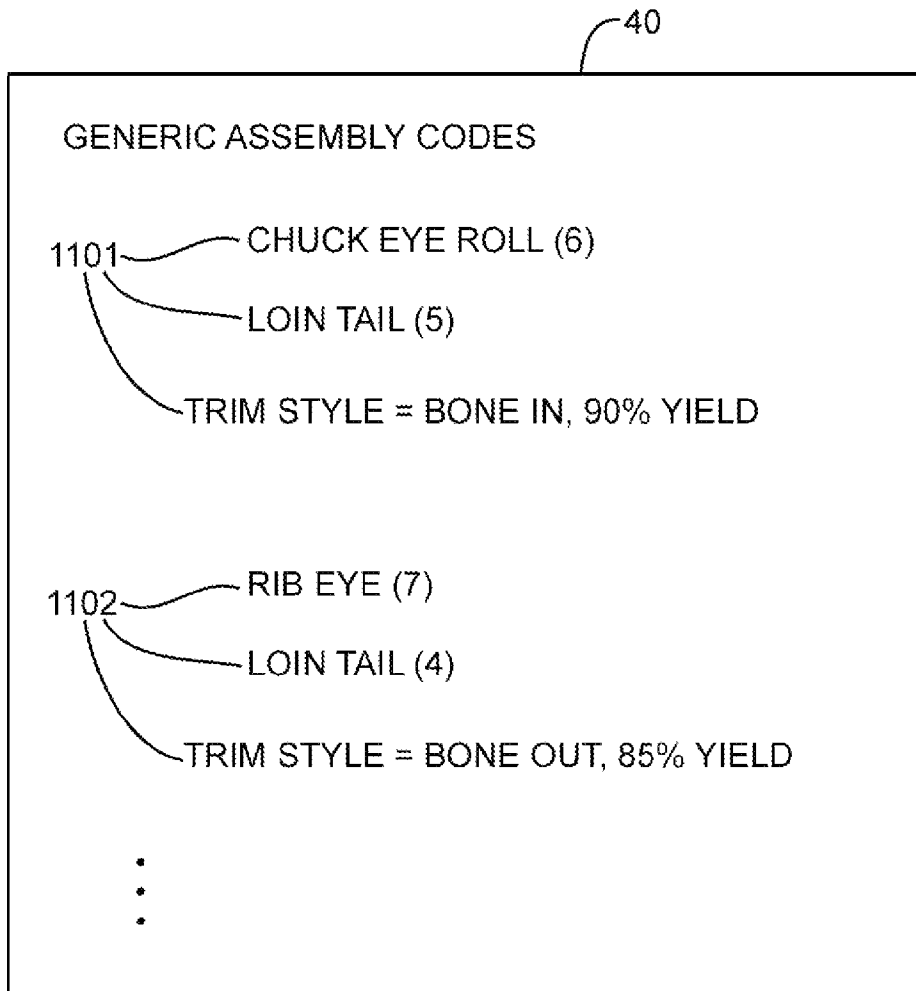 40
GENERIC ASSEMBLY CODES
CHUCK EYE ROLL (6)
1101
LOIN TAIL (5)
TRIM STYLE = BONE IN, 90% YIELD
RIB EYE (7)
1102
LOIN TAIL (4)
TRIM STYLE = BONE OUT, 85% YIELD